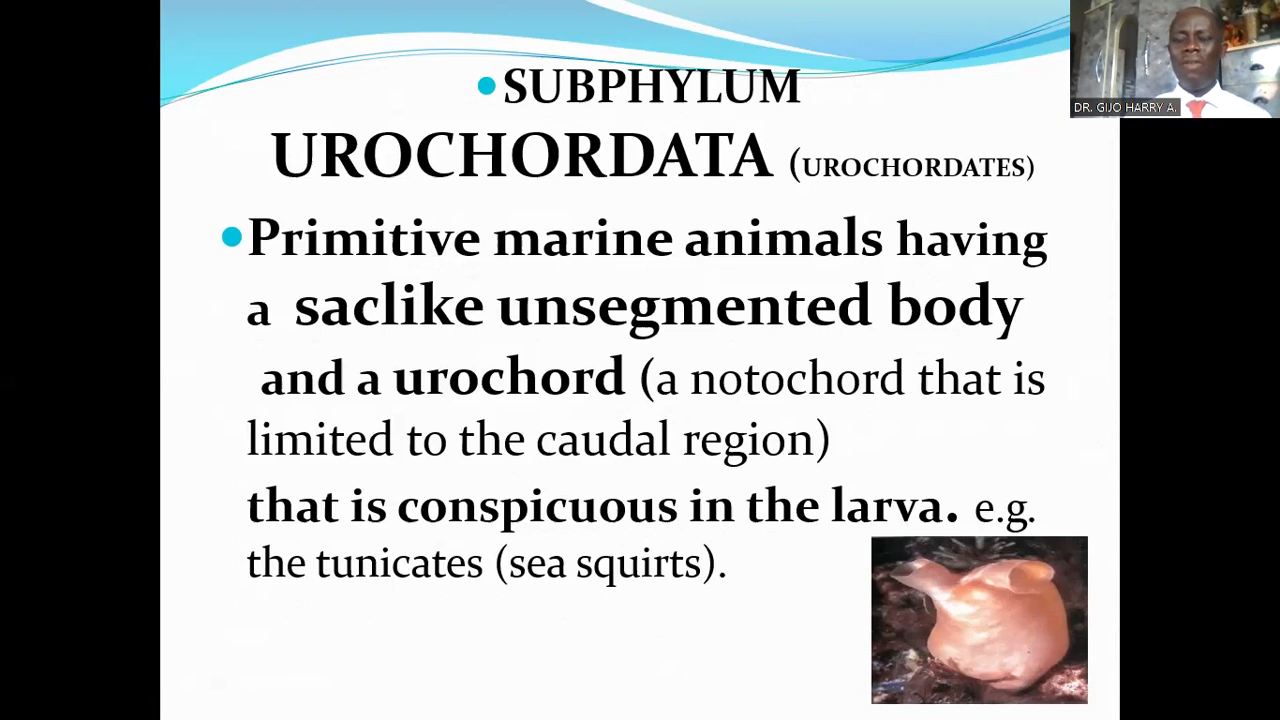 •SUBPHYLUM
UROCHORDATA (UROCHORDATES)
•Primitive marine animals having
a saclike unsegmented body
and a urochord (a notochord that is
limited to the caudal region)
that is conspicuous in the larva. e.g.
the tunicates (sea squirts).
DR. GIJO HARRY A.